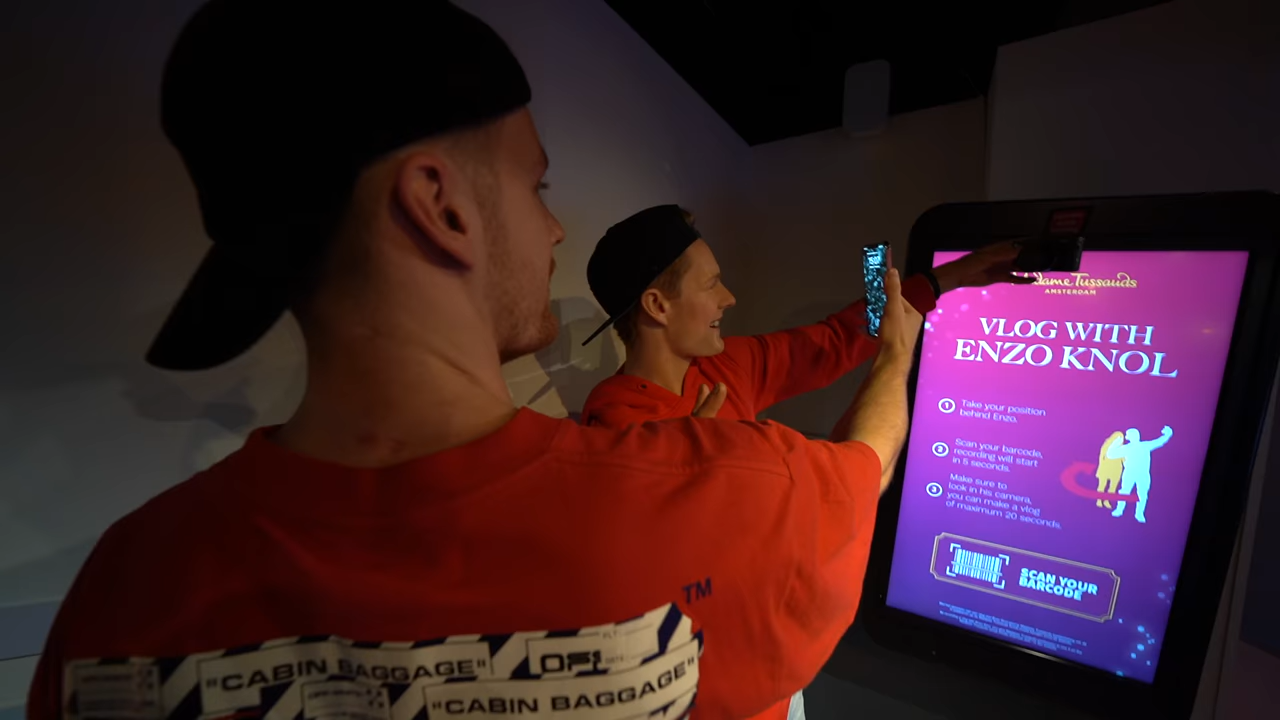 Tussauds
AMSTERDAM
VLOG WITH
ENZO KNOL
1 Take your position
behind Enzo.
2 Scan your barcode,
recording will start
in 5 seconds.
3 Make sure to
look in his camera,
you can make a vlog
of maximum 20 seconds.
SCAN YOUR
BARCODE
TM
"CABIN BAGGAGE"
"CABIN BAGGAGE"